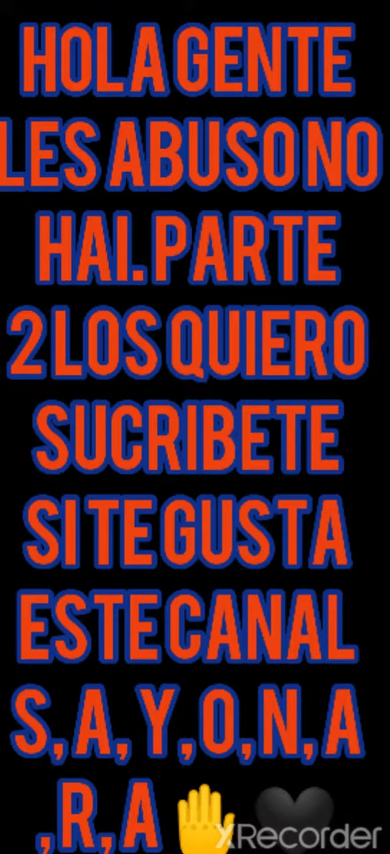 HOLA GENTE
LES ABUSO NO
HAI.PARTE
2 LOS QUIERO
SUCRIBETE
SI TE GUSTA
ESTE CANAL
S,A,Y,O,N,A
,R,A 🤚🖤
XRecorder